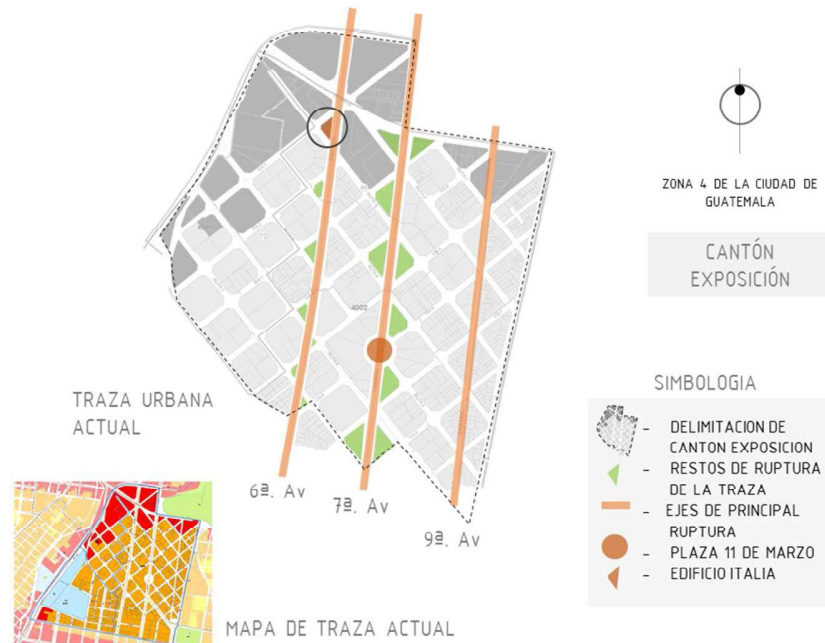 ZONA 4 DE LA CIUDAD DE
GUATEMALA
CANTÓN
EXPOSICIÓN
4002
TRAZA URBANA
ACTUAL
6ª. Av
7ª. Av
9ª. Av
SIMBOLOGIA
- DELIMITACION DE
CANTON EXPOSICION
- RESTOS DE RUPTURA
DE LA TRAZA
- EJES DE PRINCIPAL
RUPTURA
- PLAZA 11 DE MARZO
- EDIFICIO ITALIA
MAPA DE TRAZA ACTUAL